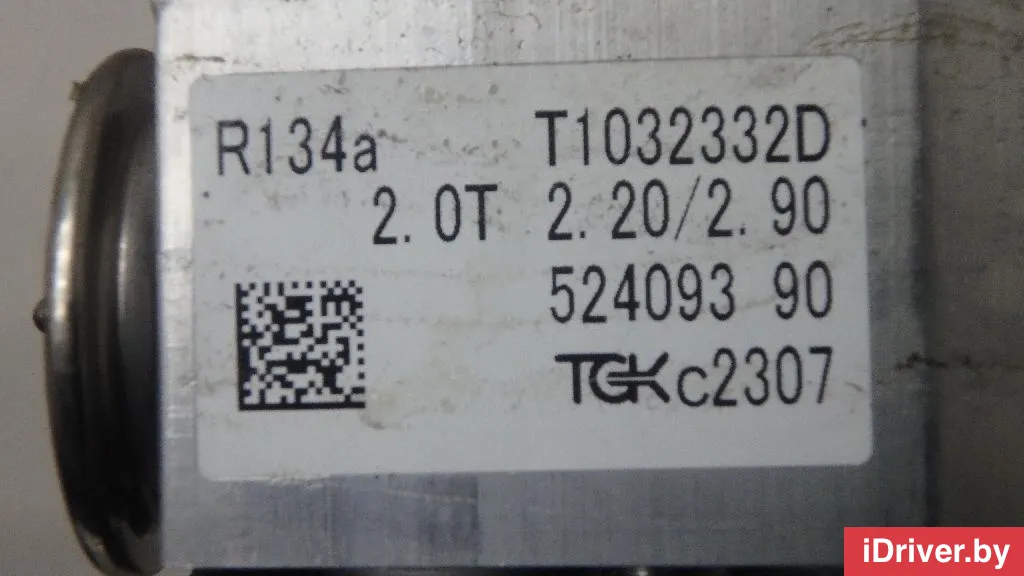 R134a T1032332D
2.0T 2.20/2.90
524093 90
TGK c2307
iDriver.by